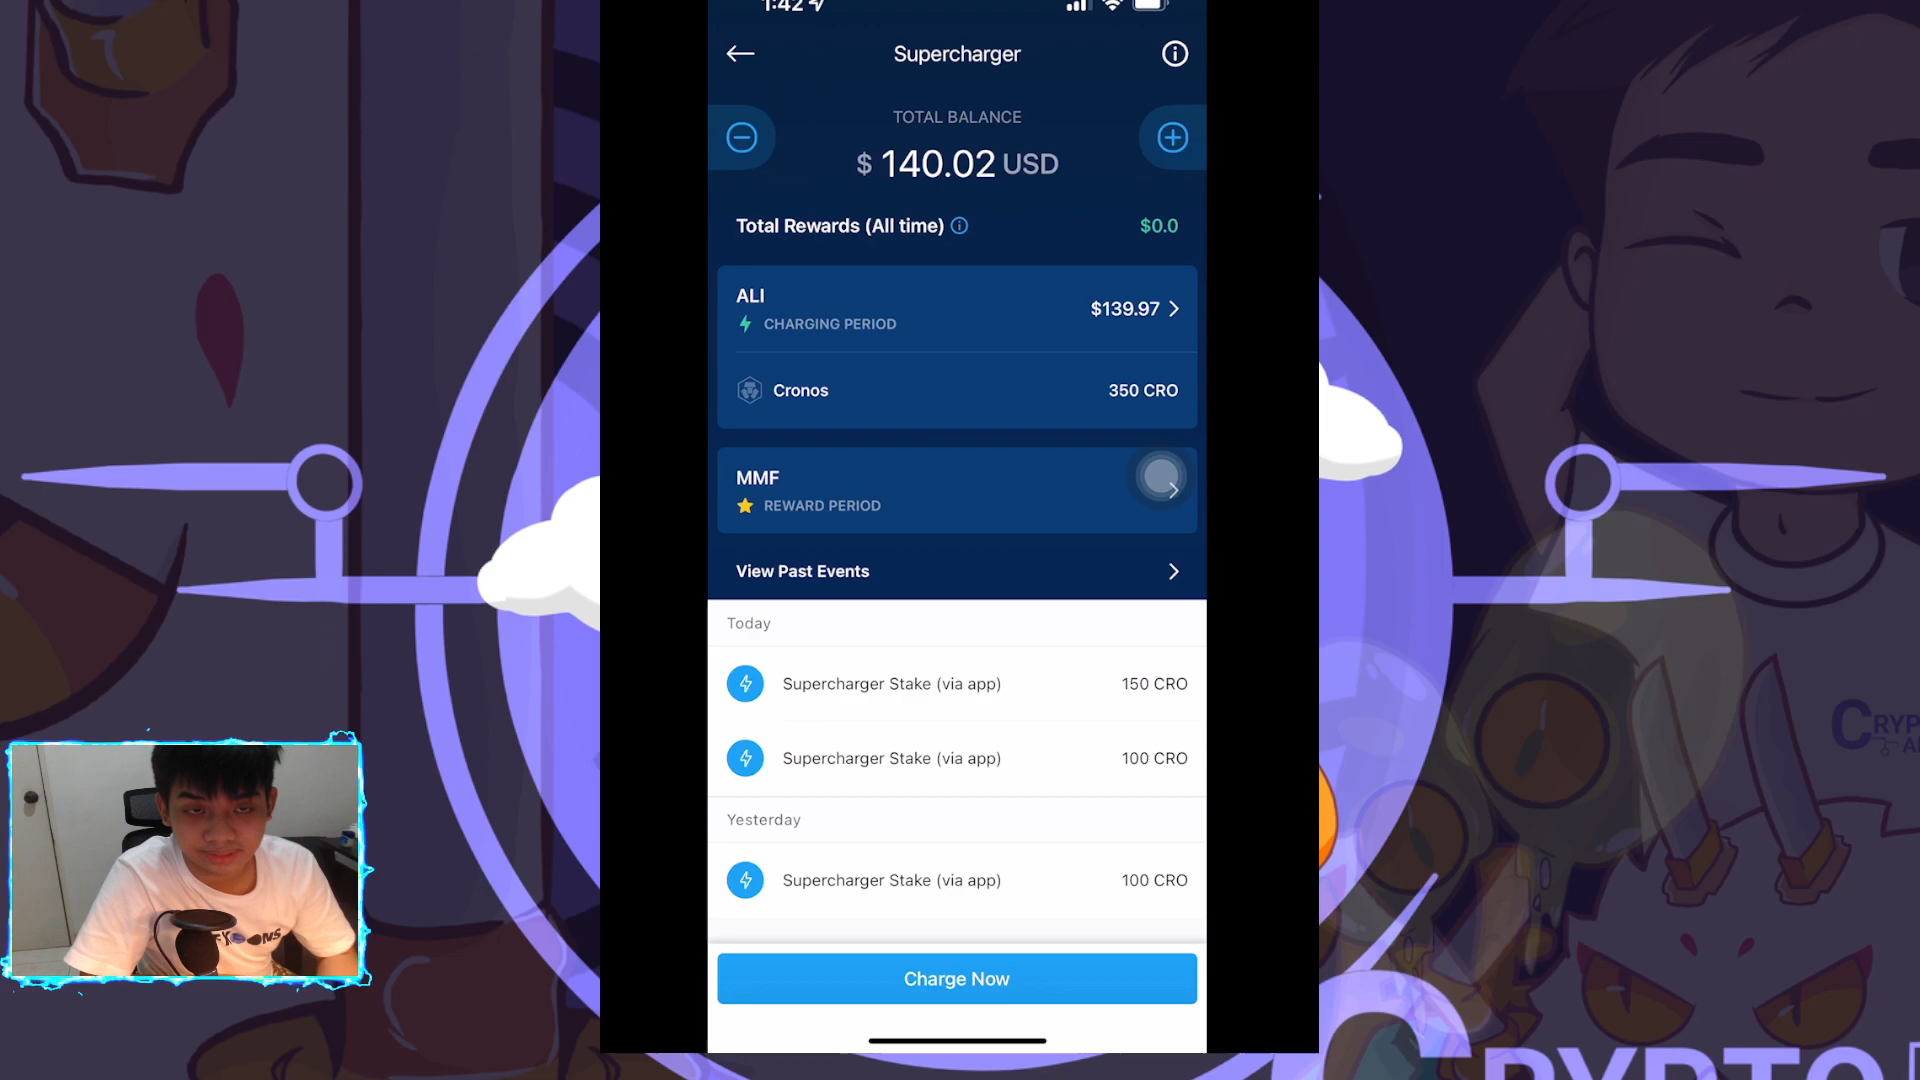 1:42
Supercharger
TOTAL BALANCE
$ 140.02 USD
Total Rewards (All time) $0.0
ALI
$139.97
CHARGING PERIOD
Cronos 350 CRO
MMF
REWARD PERIOD
View Past Events
Today
Supercharger Stake (via app) 150 CRO
Supercharger Stake (via app) 100 CRO
Yesterday
Supercharger Stake (via app) 100 CRO
Charge Now